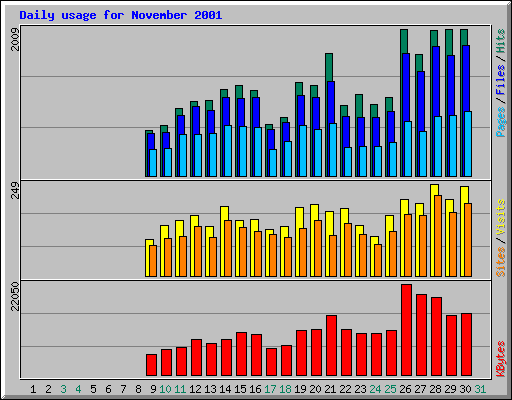 Daily usage for November 2001
2009
Pages / Files / Hits
249
Sites / Visits
22050
KBytes
1 2 3 4 5 6 7 8 9 10 11 12 13 14 15 16 17 18 19 20 21 22 23 24 25 26 27 28 29 30 31